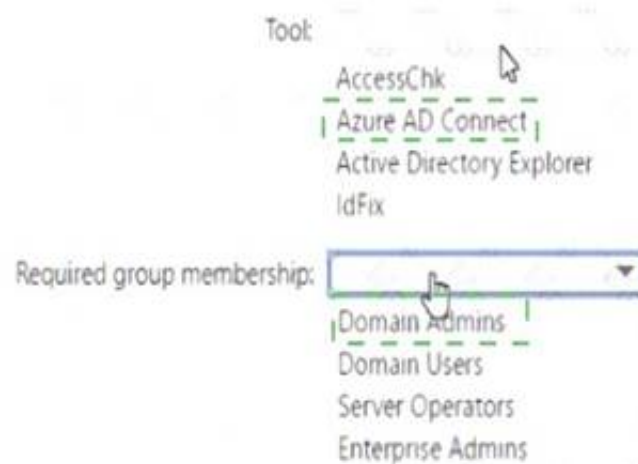 Tool:
AccessChk
Azure AD Connect
Active Directory Explorer
IdFix
Required group membership:
Domain Admins
Domain Users
Server Operators
Enterprise Admins